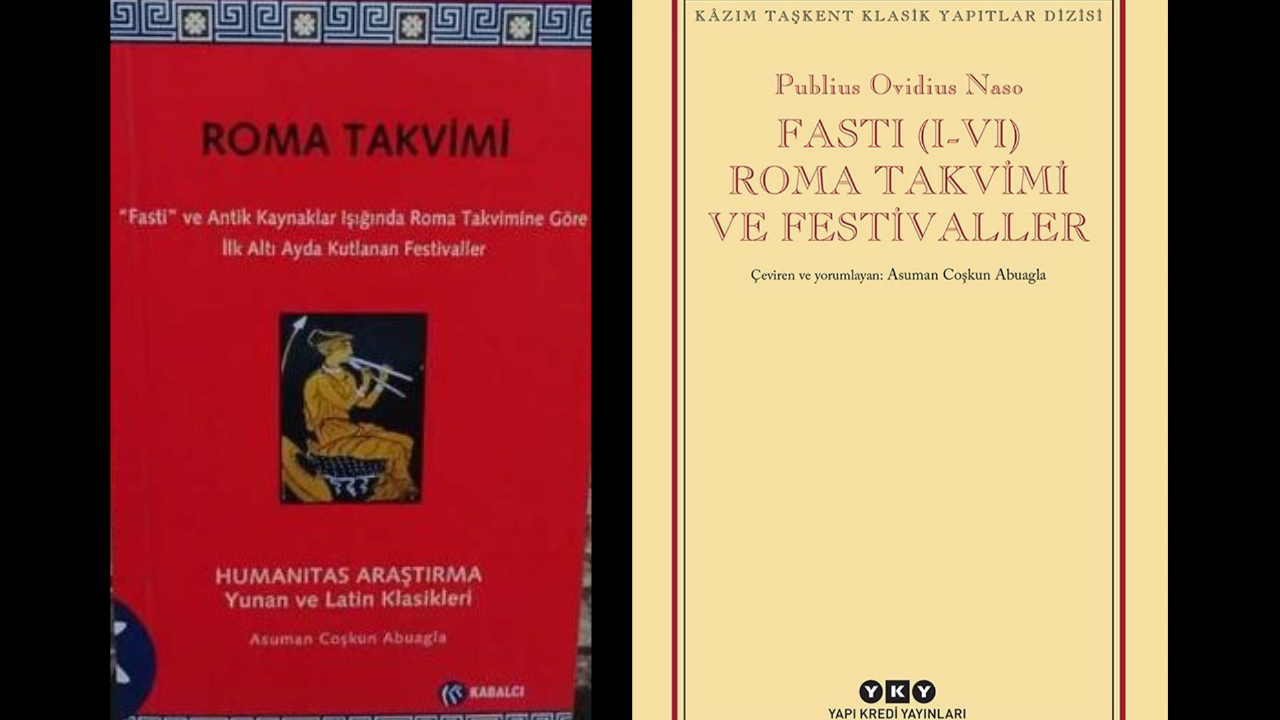 ROMA TAKVİMİ
"Fasti" ve Antik Kaynaklar Işığında Roma Takvimine Göre
İlk Altı Ayda Kutlanan Festivaller
HUMANITAS ARAŞTIRMA
Yunan ve Latin Klasikleri
Asuman Coşkun Abuagla
KABALCI
KÂZIM TAŞKENT KLASİK YAPITLAR DİZİSİ
Publius Ovidius Naso
FASTI (I-VI)
ROMA TAKVİMİ
VE FESTİVALLER
Çeviren ve yorumlayan: Asuman Coşkun Abuagla
YKY
YAPI KREDİ YAYINLARI